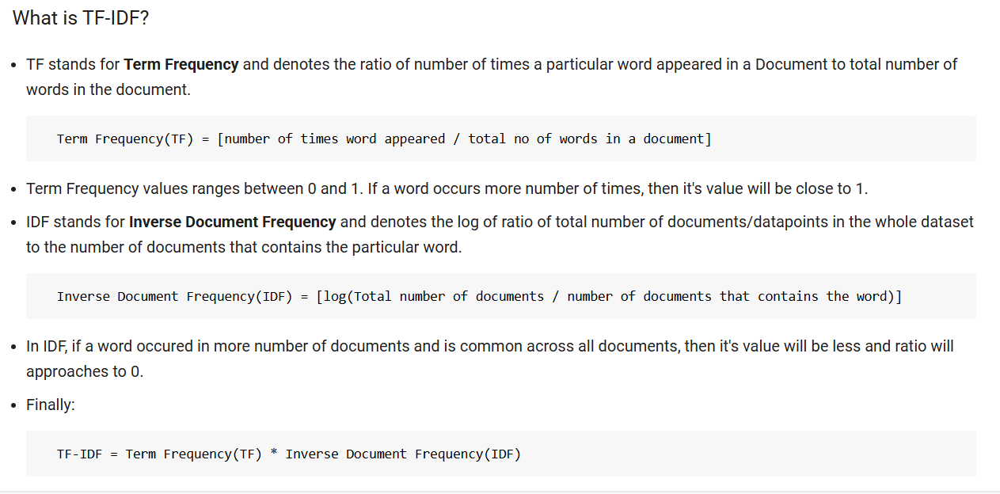 What is TF-IDF?
• TF stands for Term Frequency and denotes the ratio of number of times a particular word appeared in a Document to total number of
words in the document.
Term Frequency(TF) = [number of times word appeared / total no of words in a document]
• Term Frequency values ranges between 0 and 1. If a word occurs more number of times, then it's value will be close to 1.
• IDF stands for Inverse Document Frequency and denotes the log of ratio of total number of documents/datapoints in the whole dataset
to the number of documents that contains the particular word.
Inverse Document Frequency(IDF) = [log(Total number of documents / number of documents that contains the word)]
• In IDF, if a word occured in more number of documents and is common across all documents, then it's value will be less and ratio will
approaches to 0.
• Finally:
TF-IDF = Term Frequency(TF) * Inverse Document Frequency(IDF)